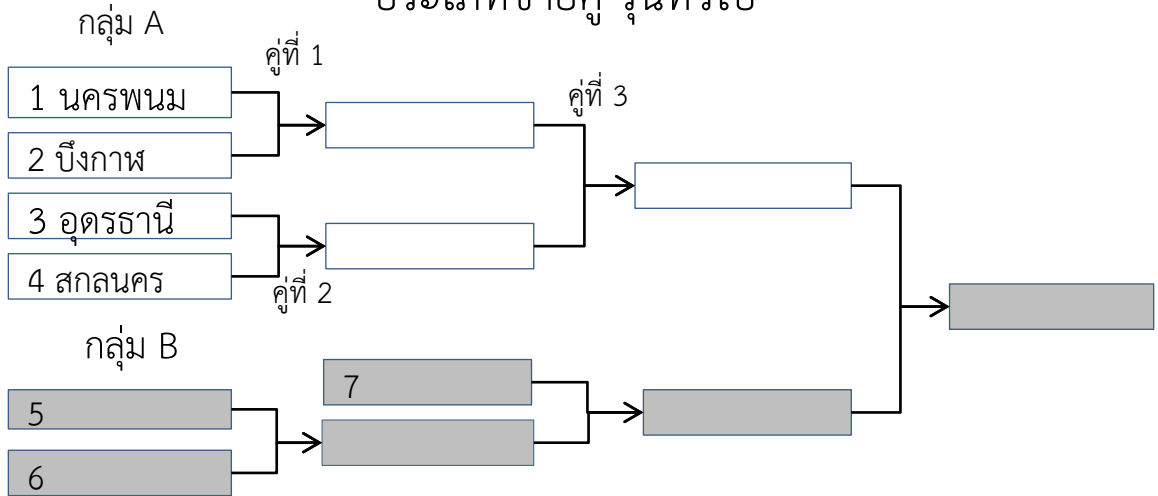 กลุ่ม A
คู่ที่ 1
1 นครพนม
คู่ที่ 3
2 บึงกาฬ
3 อุดรธานี
4 สกลนคร
คู่ที่ 2
กลุ่ม B
7
5
6